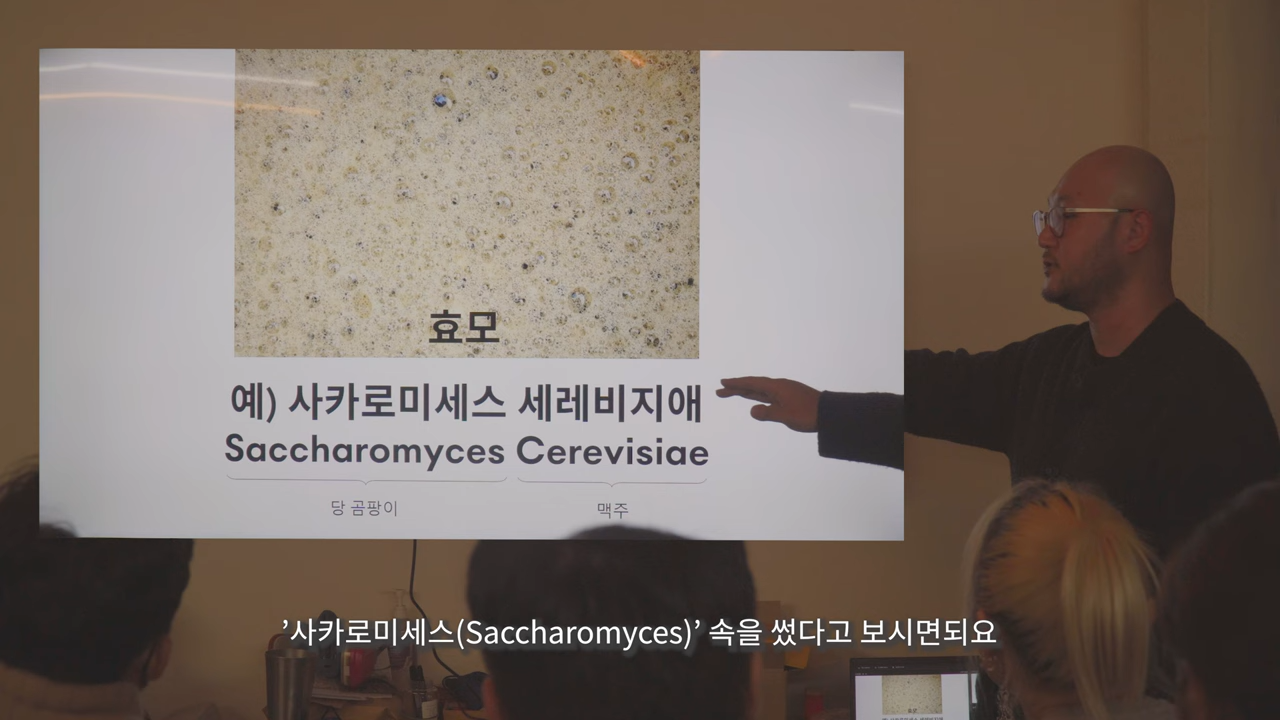 효모
예) 사카로미세스 세레비지애
Saccharomyces Cerevisiae
당 곰팡이 맥주
’사카로미세스(Saccharomyces)’ 속을 썼다고 보시면되요